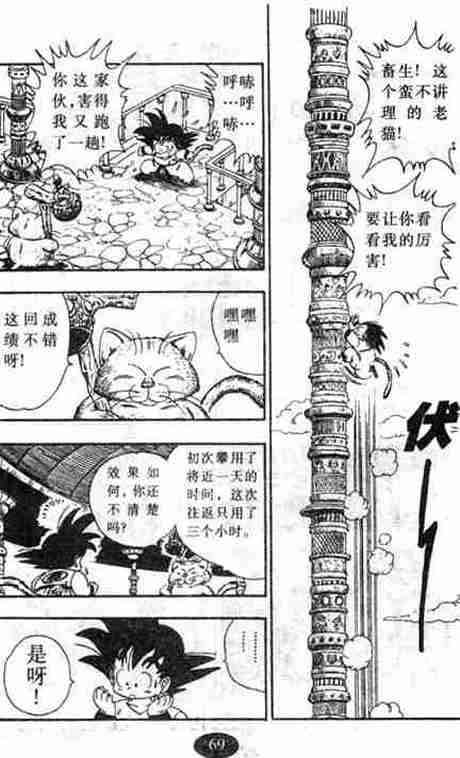 畜生！这
个蛮不讲
理的老
猫！
要让你看
看我的厉
害！
伏
呼哧
…呼
哧
你这家
伙，害得
我又跑
了一趟！
嘿嘿
嘿
这回成
绩不错
呀！
初次攀用了
将近一天的
时间，这次
往返只用了
三个小时。
效果如
何，你还
不清楚
吗？
………
是
呀！
69